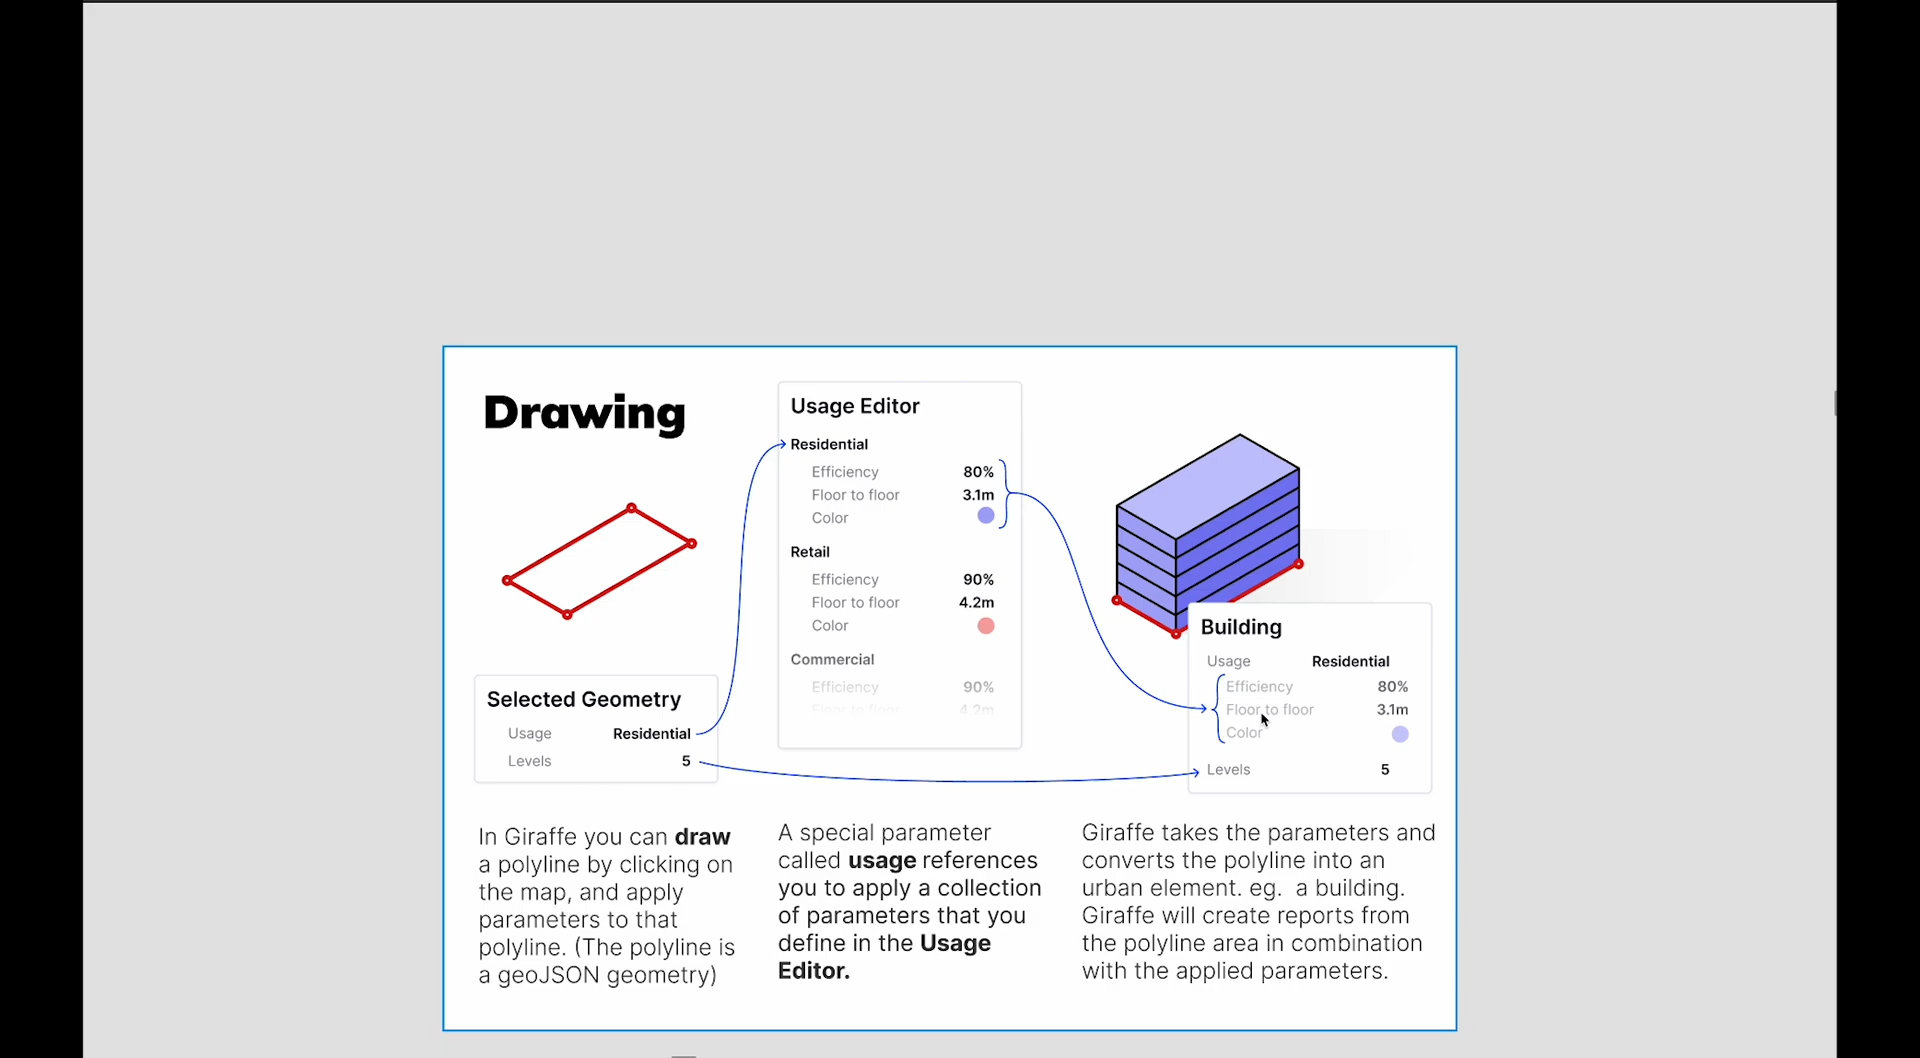 Drawing
Selected Geometry
Usage Residential
Levels 5
In Giraffe you can draw
a polyline by clicking on
the map, and apply
parameters to that
polyline. (The polyline is
a geoJSON geometry)
Usage Editor
Residential
Efficiency 80%
Floor to floor 3.1m
Color
Retail
Efficiency 90%
Floor to floor 4.2m
Color
Commercial
Efficiency 90%
Floor to floor 4.2m
A special parameter
called usage references
you to apply a collection
of parameters that you
define in the Usage
Editor.
Building
Usage Residential
Efficiency 80%
Floor to floor 3.1m
Color
Levels 5
Giraffe takes the parameters and
converts the polyline into an
urban element. eg. a building.
Giraffe will create reports from
the polyline area in combination
with the applied parameters.